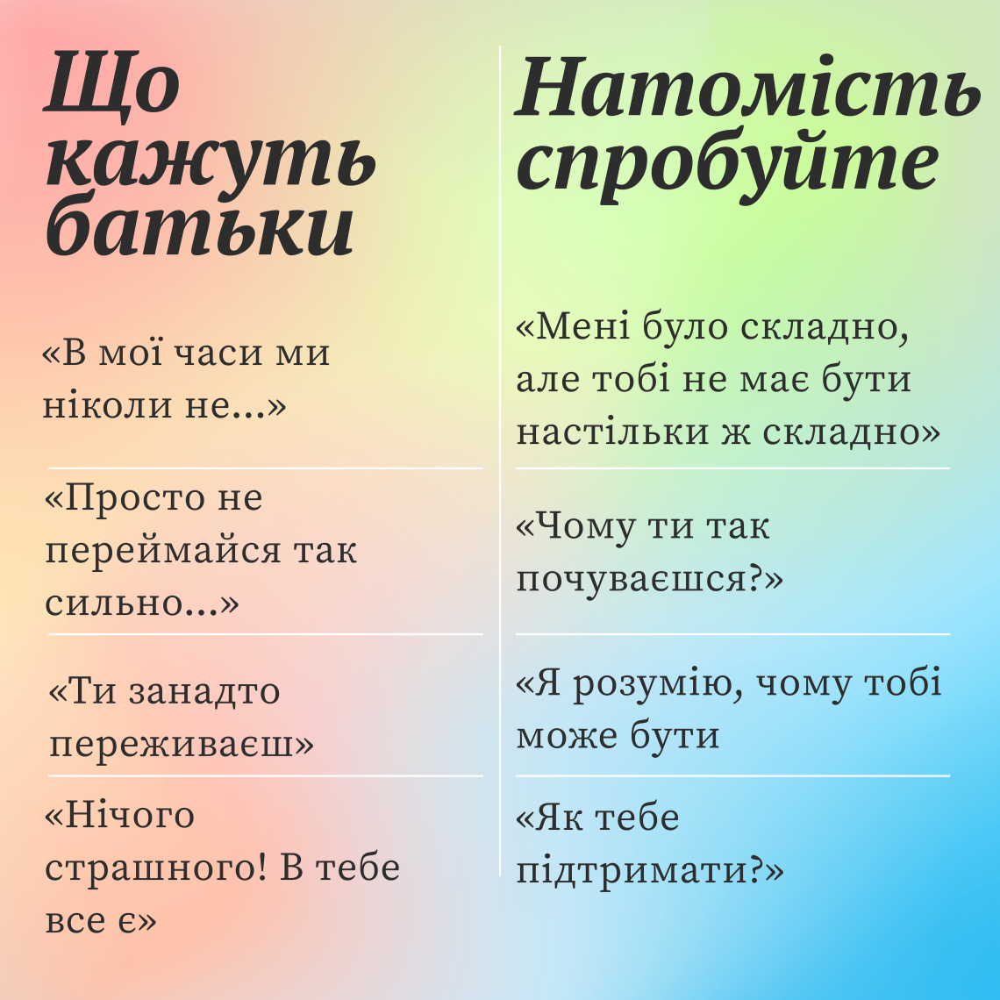 Що
кажуть
батьки
Натомість
спробуйте
«В мої часи ми
ніколи не...»
«Мені було складно,
але тобі не має бути
настільки ж складно»
«Просто не
переймайся так
сильно...»
«Чому ти так
почуваєшся?»
«Ти занадто
переживаєш»
«Я розумію, чому тобі
може бути
«Нічого
страшного! В тебе
все є»
«Як тебе
підтримати?»